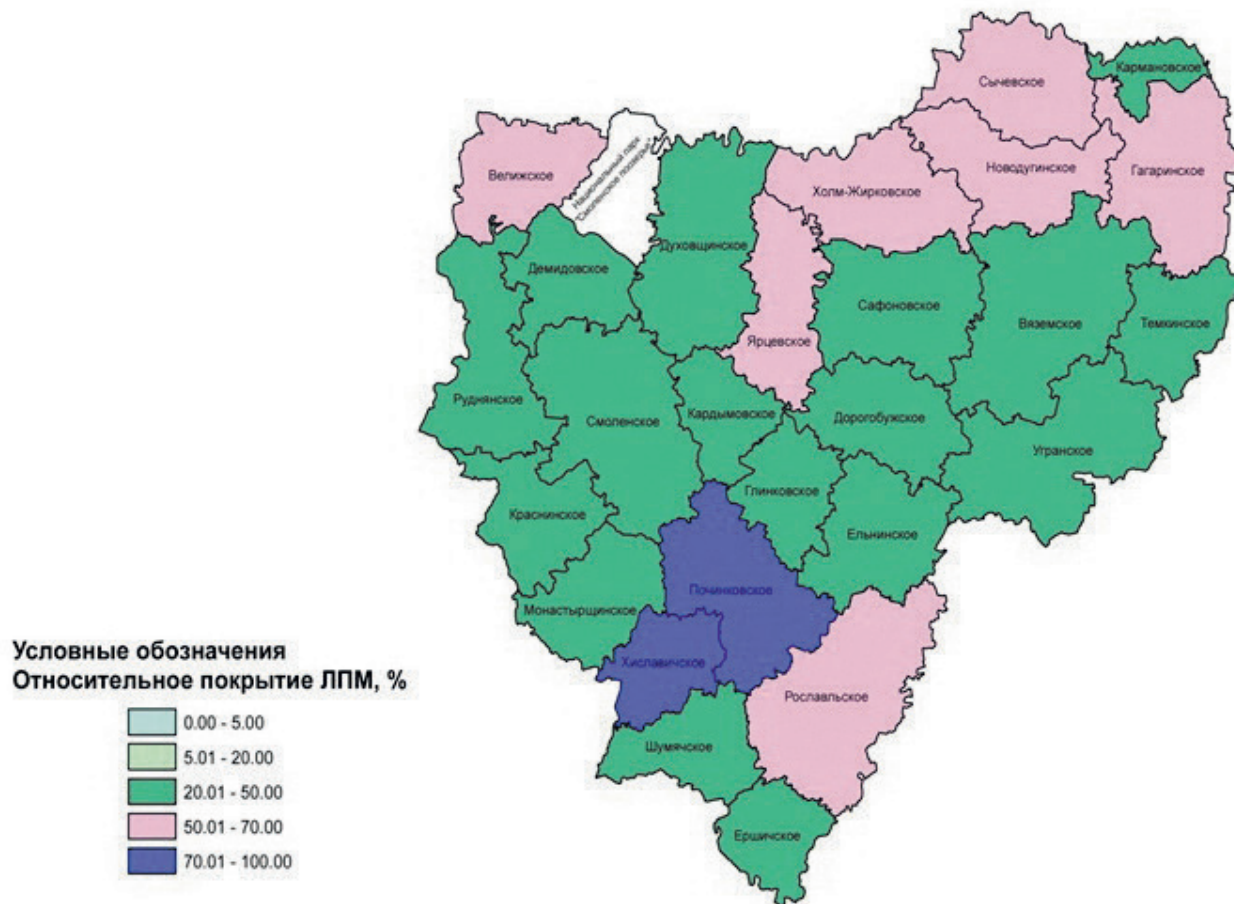 Сычевское
Кармановское
Велижское
Национальный парк
"Смоленское поозерье"
Холм-Жирковское
Новодугинское
Гагаринское
Духовщинское
Демидовское
Сафоновское
Вяземское
Темкинское
Ярцевское
Руднянское
Смоленское
Кардымовское
Дорогобужское
Угранское
Глинковское
Краснинское
Ельнинское
Починковское
Монастырщинское
Хиславичское
Рославльское
Шумячское
Ершичское
Условные обозначения
Относительное покрытие ЛПМ, %
0.00 - 5.00
5.01 - 20.00
20.01 - 50.00
50.01 - 70.00
70.01 - 100.00